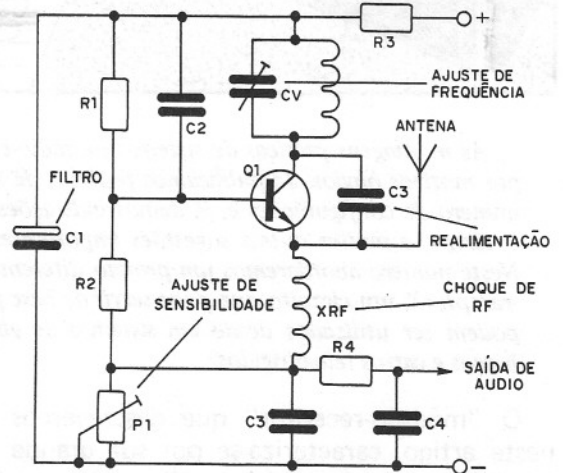 +
R3
AJUSTE DE
FREQUÊNCIA
CV
R1
C2
ANTENA
Q1
FILTRO
C3
C1
REALIMENTAÇÃO
R2
AJUSTE DE
SENSIBILIDADE
XRF
CHOQUE DE
RF
R4
SAÍDA DE
AUDIO
P1
C3
C4
−